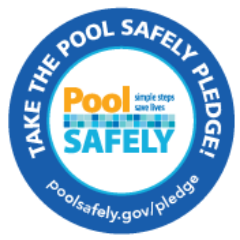 TAKE THE POOL SAFELY PLEDGE!
Pool
simple steps
save lives
SAFELY
poolsafely.gov/pledge